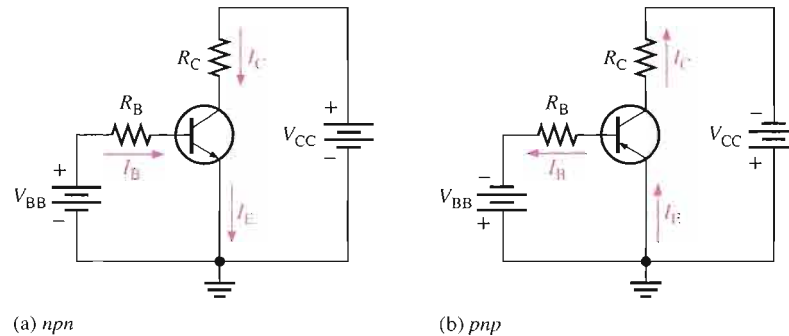 R_C
I_C
R_B
+
V_CC
−
+
I_B
V_BB
−
I_E
(a) npn
R_C
I_C
R_B
−
V_CC
+
−
I_B
V_BB
+
I_E
(b) pnp